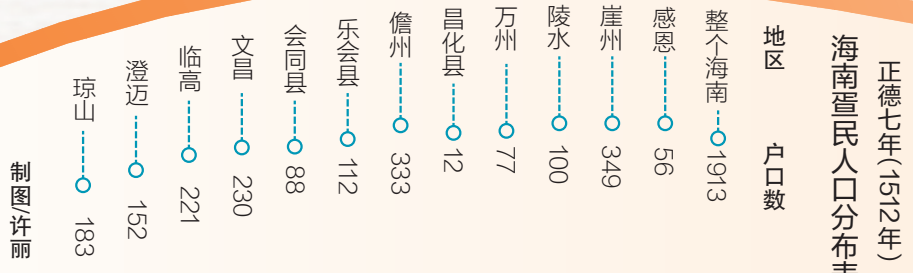 正德七年(1512年)
海南疍民人口分布表
地区 户口数
整个海南 1913
感恩 56
崖州 349
陵水 100
万州 77
昌化县 12
儋州 333
乐会县 112
会同县 88
文昌 230
临高 221
澄迈 152
琼山 183
制图/许丽